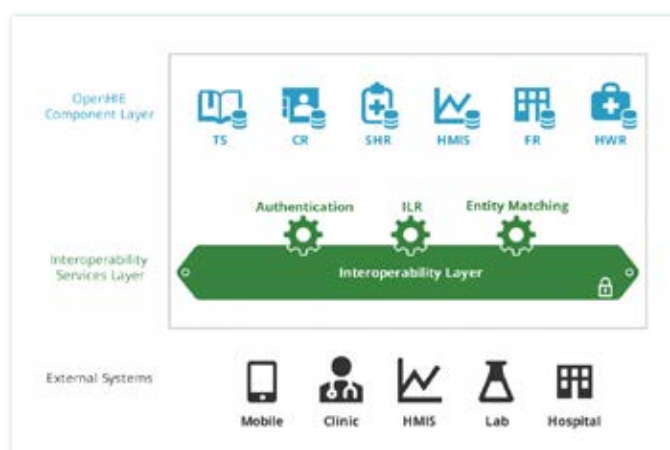 OpenHIE
Component Layer
TS CR SHR HMIS FR HWR
Authentication ILR Entity Matching
Interoperability
Services Layer
Interoperability Layer
External Systems
Mobile Clinic HMIS Lab Hospital